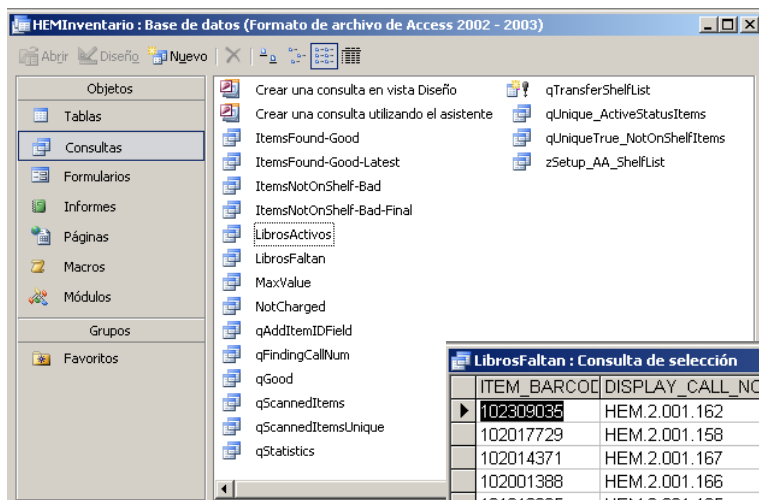 HEMInventario : Base de datos (Formato de archivo de Access 2002 - 2003)
Abrir Diseño Nuevo
Objetos
Tablas
Consultas
Formularios
Informes
Páginas
Macros
Módulos
Grupos
Favoritos
Crear una consulta en vista Diseño
Crear una consulta utilizando el asistente
ItemsFound-Good
ItemsFound-Good-Latest
ItemsNotOnShelf-Bad
ItemsNotOnShelf-Bad-Final
LibrosActivos
LibrosFaltan
MaxValue
NotCharged
qAddItemIDField
qFindingCallNum
qGood
qScannedItems
qScannedItemsUnique
qStatistics
qTransferShelfList
qUnique_ActiveStatusItems
qUniqueTrue_NotOnShelfItems
zSetup_AA_ShelfList
LibrosFaltan : Consulta de selección
ITEM_BARCOD DISPLAY_CALL_NO
102309035 HEM.2.001.162
102017729 HEM.2.001.158
102014371 HEM.2.001.167
102001388 HEM.2.001.166